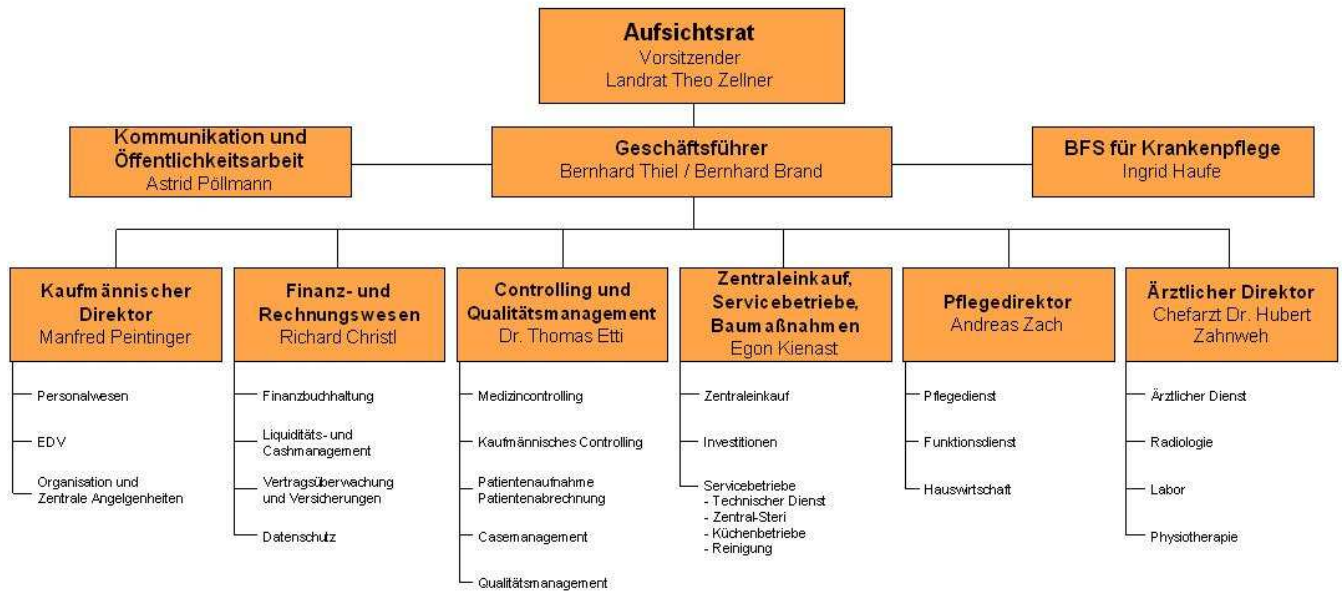 Aufsichtsrat
Vorsitzender
Landrat Theo Zellner
Kommunikation und
Öffentlichkeitsarbeit
Astrid Pöllmann
Geschäftsführer
Bernhard Thiel / Bernhard Brand
BFS für Krankenpflege
Ingrid Haufe
Kaufmännischer
Direktor
Manfred Peintinger
Personalwesen
EDV
Organisation und
Zentrale Angelgenheiten
Finanz- und
Rechnungswesen
Richard Christl
Finanzbuchhaltung
Liquiditäts- und
Cashmanagement
Vertragsüberwachung
und Versicherungen
Datenschutz
Controlling und
Qualitätsmanagement
Dr. Thomas Etti
Medizincontrolling
Kaufmännisches Controlling
Patientenaufnahme
Patientenabrechnung
Casemanagement
Qualitätsmanagement
Zentraleinkauf,
Servicebetriebe,
Baumaßnahmen
Egon Kienast
Zentraleinkauf
Investitionen
Servicebetriebe
- Technischer Dienst
- Zentral-Steri
- Küchenbetriebe
- Reinigung
Pflegedirektor
Andreas Zach
Pflegedienst
Funktionsdienst
Hauswirtschaft
Ärztlicher Direktor
Chefarzt Dr. Hubert
Zahnweh
Ärztlicher Dienst
Radiologie
Labor
Physiotherapie